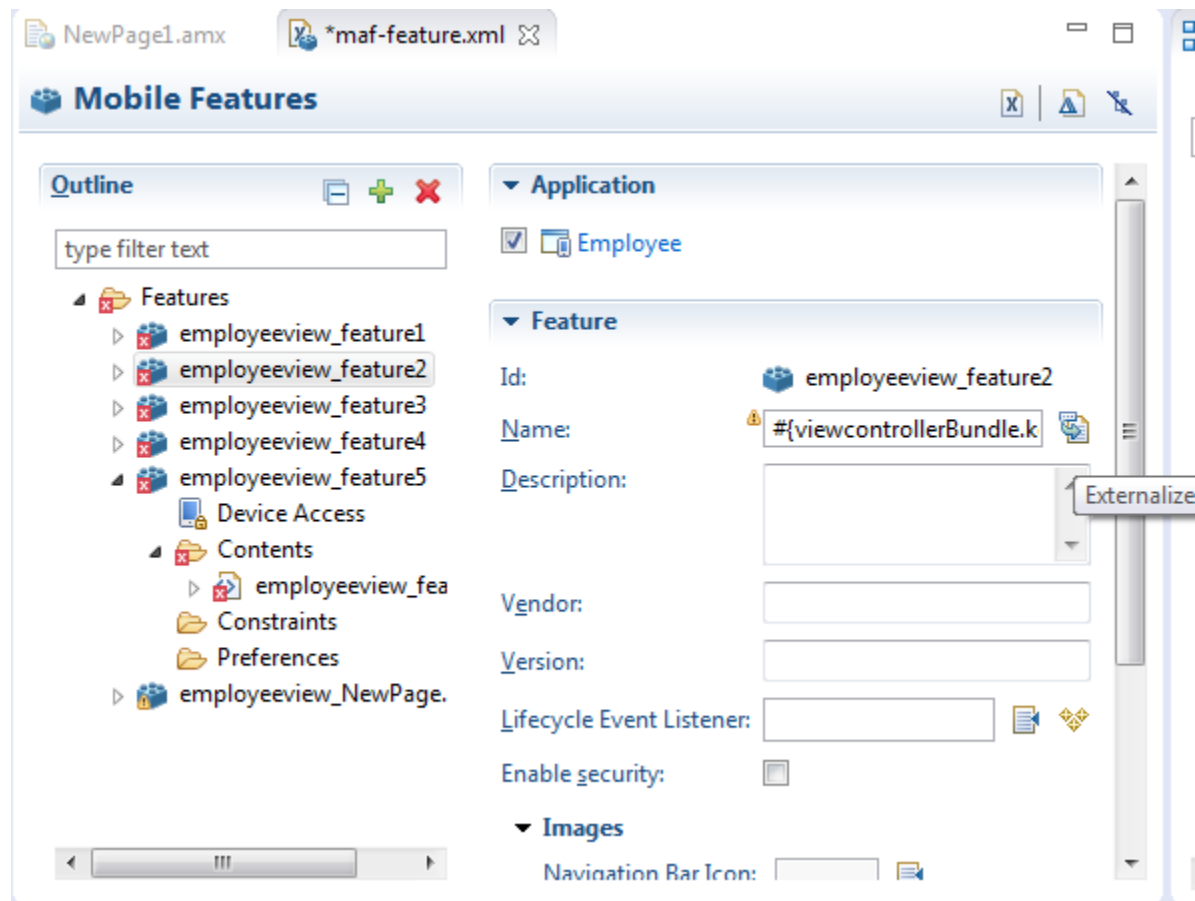 NewPage1.amx
*maf-feature.xml
Mobile Features
Outline
type filter text
Features
employeeview_feature1
employeeview_feature2
employeeview_feature3
employeeview_feature4
employeeview_feature5
Device Access
Contents
employeeview_fea
Constraints
Preferences
employeeview_NewPage.
Application
Employee
Feature
Id:
employeeview_feature2
Name:
#{viewcontrollerBundle.k
Description:
Externalize
Vendor:
Version:
Lifecycle Event Listener:
Enable security:
Images
Navigation Bar Icon: